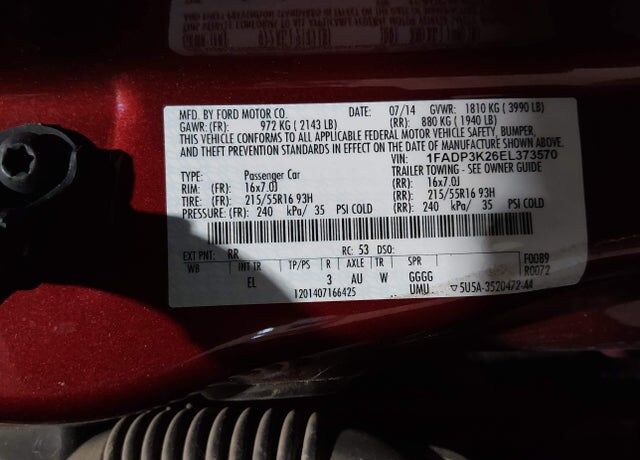 MFD. BY FORD MOTOR CO. DATE: 07/14 GVWR: 1810 KG ( 3990 LB)
GAWR:(FR): 972 KG ( 2143 LB) (RR): 880 KG ( 1940 LB)
THIS VEHICLE CONFORMS TO ALL APPLICABLE FEDERAL MOTOR VEHICLE SAFETY, BUMPER,
AND THEFT PREVENTION STANDARDS IN EFFECT ON THE DATE OF MANUFACTURE SHOWN ABOVE.
VIN: 1FADP3K26EL373570
TYPE: Passenger Car TRAILER TOWING - SEE OWNER GUIDE
RIM: (FR): 16x7.0J (RR): 16x7.0J
TIRE: (FR): 215/55R16 93H (RR): 215/55R16 93H
PRESSURE: (FR): 240 kPa/ 35 PSI COLD (RR): 240 kPa/ 35 PSI COLD
EXT PNT: RR RC: 53 DSO: F0089
WB INT TR TP/PS R AXLE TR SPR R0072
EL 3 AU W GGGG
1201407166425 UMU ▽5U5A-3520472-AA